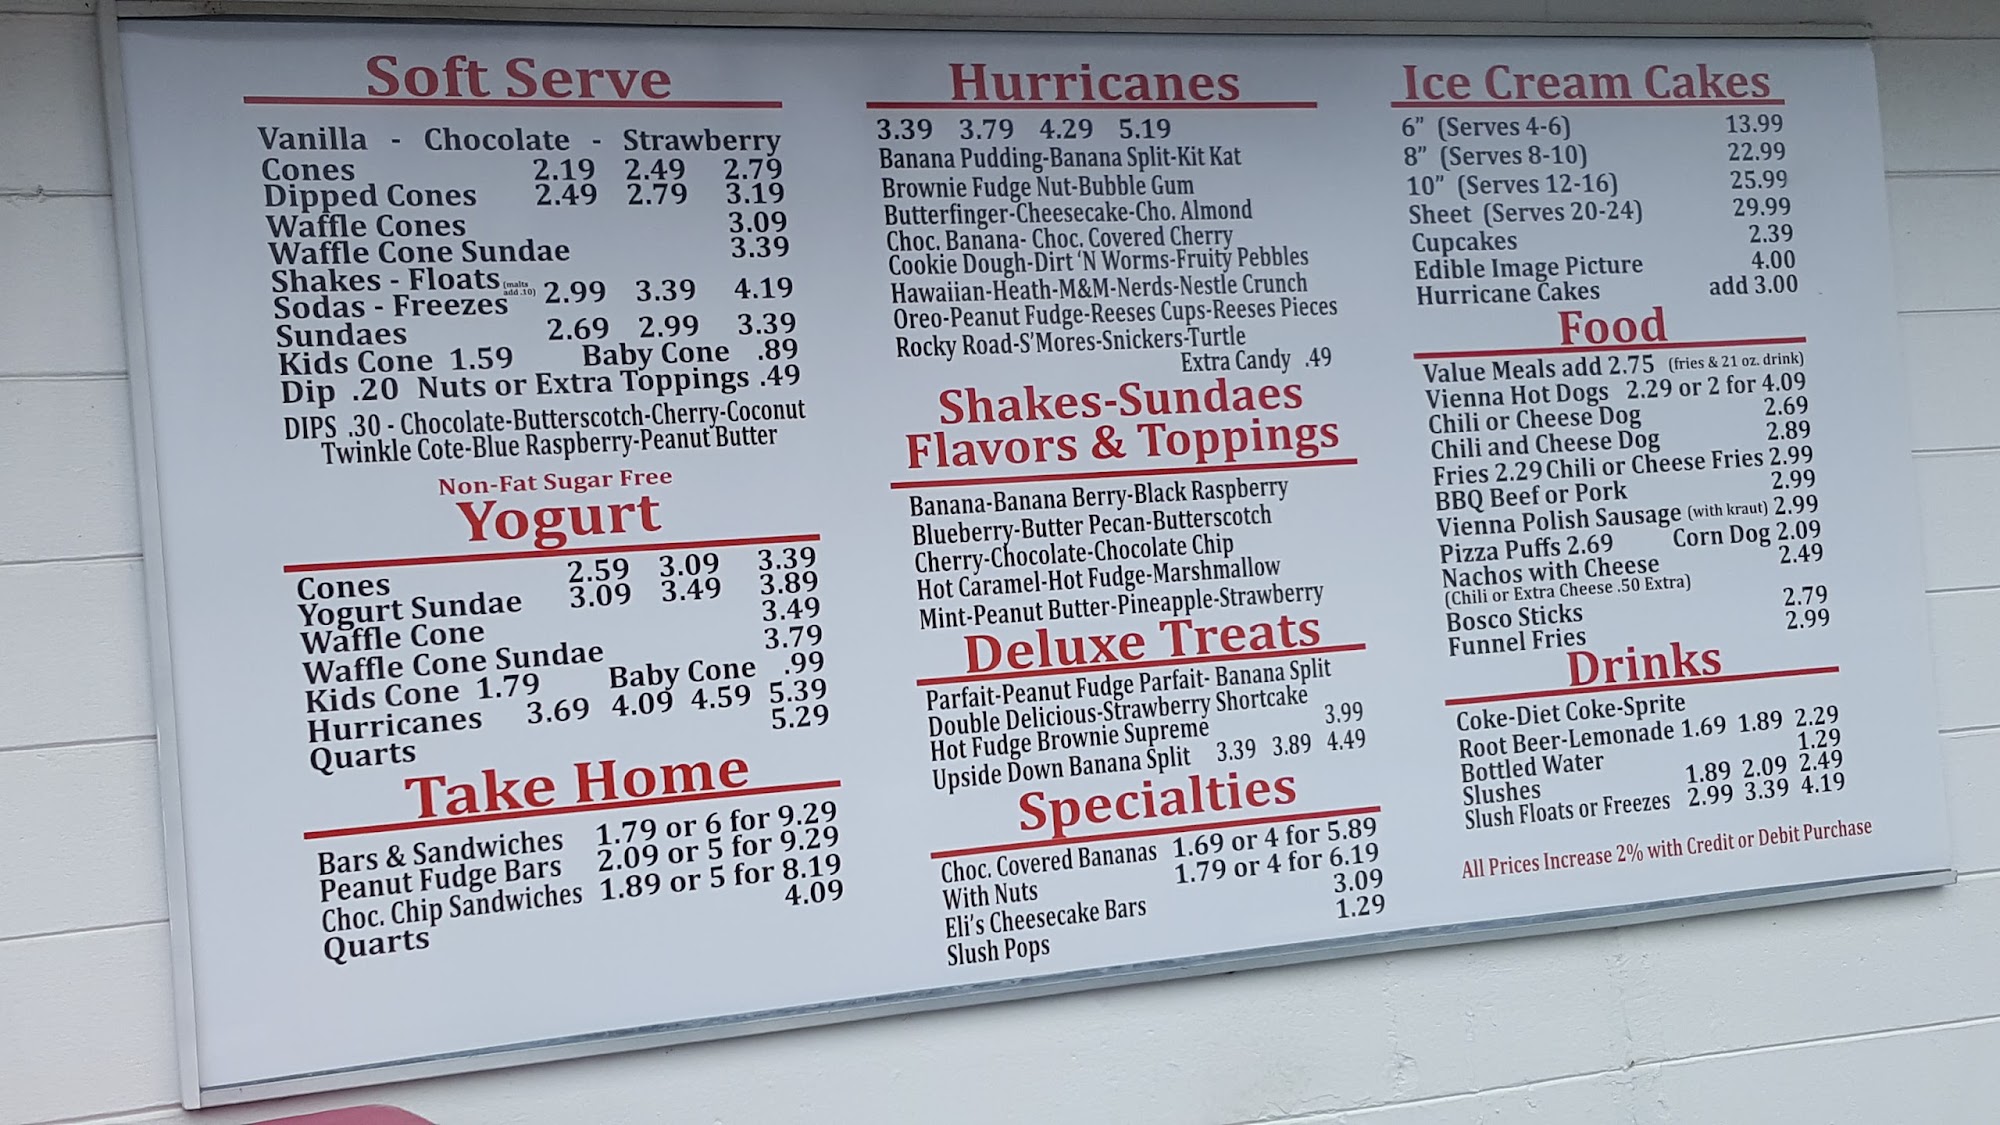 Soft Serve
Vanilla - Chocolate - Strawberry
Cones 2.19 2.49 2.79
Dipped Cones 2.49 2.79 3.19
Waffle Cones 3.09
Waffle Cone Sundae 3.39
Shakes - Floats (malts add .10)
Sodas - Freezes 2.99 3.39 4.19
Sundaes 2.69 2.99 3.39
Kids Cone 1.59 Baby Cone .89
Dip .20 Nuts or Extra Toppings .49
DIPS .30 - Chocolate-Butterscotch-Cherry-Coconut
Twinkle Cote-Blue Raspberry-Peanut Butter
Non-Fat Sugar Free
Yogurt
Cones 2.59 3.09 3.39
Yogurt Sundae 3.09 3.49 3.89
Waffle Cone 3.49
Waffle Cone Sundae 3.79
Kids Cone 1.79 Baby Cone .99
Hurricanes 3.69 4.09 4.59 5.39
Quarts 5.29
Take Home
Bars & Sandwiches 1.79 or 6 for 9.29
Peanut Fudge Bars 2.09 or 5 for 9.29
Choc. Chip Sandwiches 1.89 or 5 for 8.19
Quarts 4.09
Hurricanes
3.39 3.79 4.29 5.19
Banana Pudding-Banana Split-Kit Kat
Brownie Fudge Nut-Bubble Gum
Butterfinger-Cheesecake-Cho. Almond
Choc. Banana- Choc. Covered Cherry
Cookie Dough-Dirt 'N Worms-Fruity Pebbles
Hawaiian-Heath-M&M-Nerds-Nestle Crunch
Oreo-Peanut Fudge-Reeses Cups-Reeses Pieces
Rocky Road-S'Mores-Snickers-Turtle
Extra Candy .49
Shakes-Sundaes
Flavors & Toppings
Banana-Banana Berry-Black Raspberry
Blueberry-Butter Pecan-Butterscotch
Cherry-Chocolate-Chocolate Chip
Hot Caramel-Hot Fudge-Marshmallow
Mint-Peanut Butter-Pineapple-Strawberry
Deluxe Treats
Parfait-Peanut Fudge Parfait- Banana Split
Double Delicious-Strawberry Shortcake
Hot Fudge Brownie Supreme 3.99
Upside Down Banana Split 3.39 3.89 4.49
Specialties
Choc. Covered Bananas 1.69 or 4 for 5.89
With Nuts 1.79 or 4 for 6.19
Eli's Cheesecake Bars 3.09
Slush Pops 1.29
Ice Cream Cakes
6" (Serves 4-6) 13.99
8" (Serves 8-10) 22.99
10" (Serves 12-16) 25.99
Sheet (Serves 20-24) 29.99
Cupcakes 2.39
Edible Image Picture 4.00
Hurricane Cakes add 3.00
Food
Value Meals add 2.75 (fries & 21 oz. drink)
Vienna Hot Dogs 2.29 or 2 for 4.09
Chili or Cheese Dog 2.69
Chili and Cheese Dog 2.89
Fries 2.29 Chili or Cheese Fries 2.99
BBQ Beef or Pork 2.99
Vienna Polish Sausage (with kraut) 2.99
Pizza Puffs 2.69 Corn Dog 2.09
Nachos with Cheese 2.49
(Chili or Extra Cheese .50 Extra)
Bosco Sticks 2.79
Funnel Fries 2.99
Drinks
Coke-Diet Coke-Sprite
Root Beer-Lemonade 1.69 1.89 2.29
Bottled Water 1.29
Slushes 1.89 2.09 2.49
Slush Floats or Freezes 2.99 3.39 4.19
All Prices Increase 2% with Credit or Debit Purchase